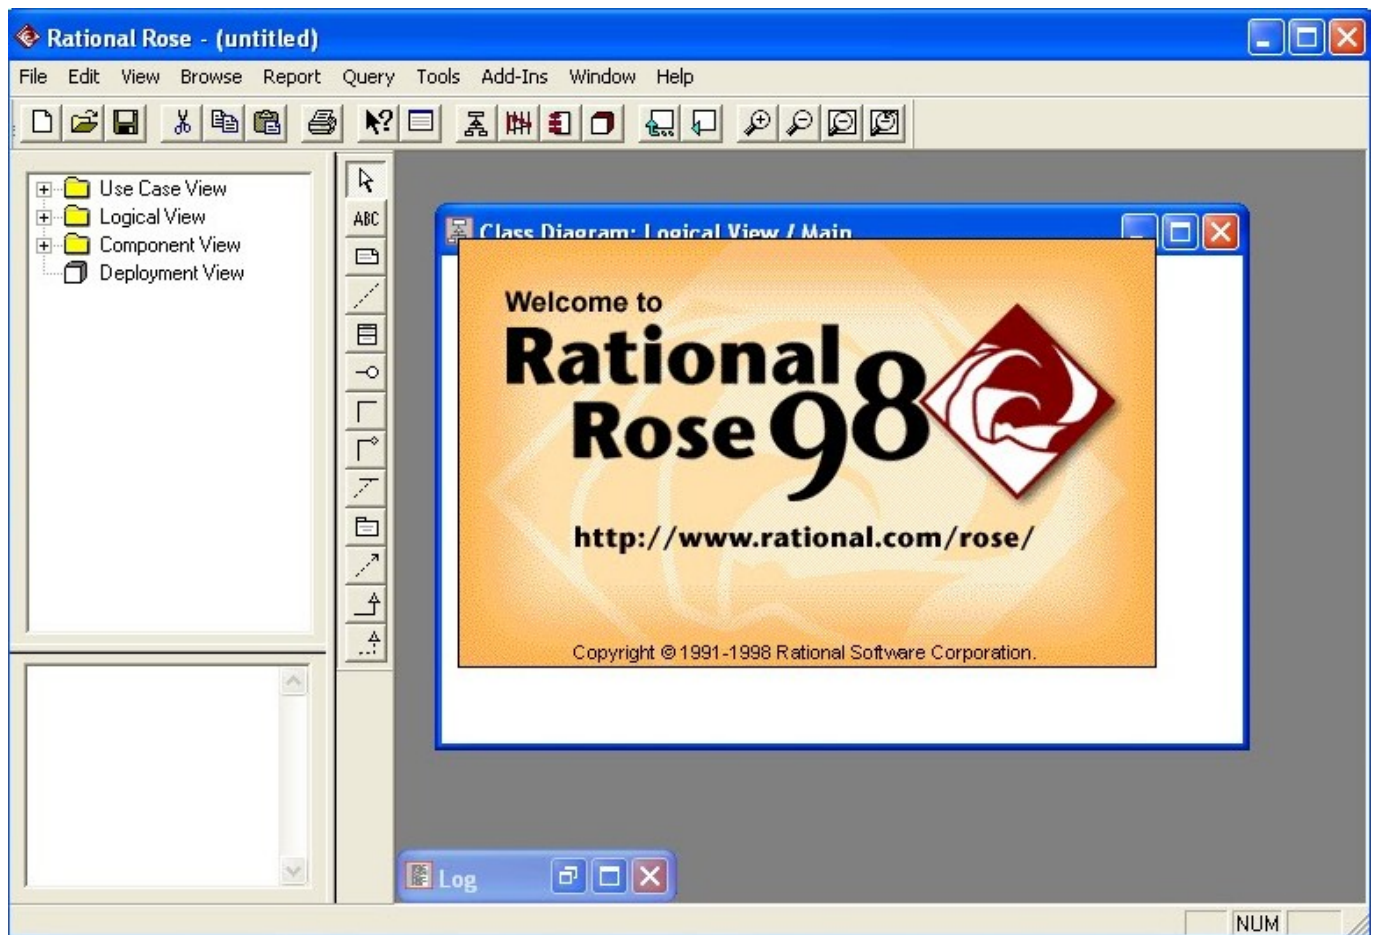 Rational Rose - (untitled)
File Edit View Browse Report Query Tools Add-Ins Window Help
Use Case View
Logical View
Component View
Deployment View
ABC
Class Diagram: Logical View / Main
Welcome to
Rational
Rose 98
http://www.rational.com/rose/
Copyright © 1991-1998 Rational Software Corporation.
Log
NUM